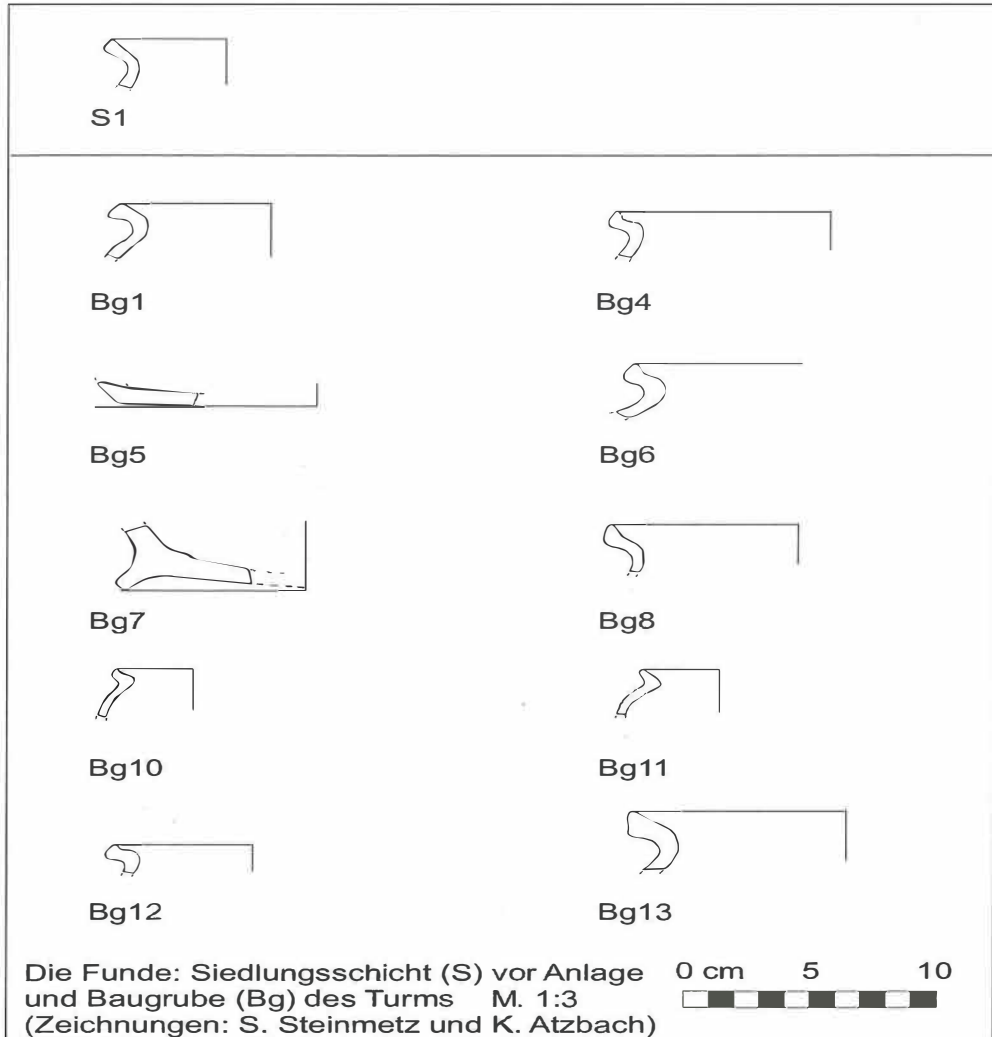 S1
Bg1 Bg4
Bg5 Bg6
Bg7 Bg8
Bg10 Bg11
Bg12 Bg13
Die Funde: Siedlungsschicht (S) vor Anlage
und Baugrube (Bg) des Turms M. 1:3
(Zeichnungen: S. Steinmetz und K. Atzbach)
0 cm 5 10